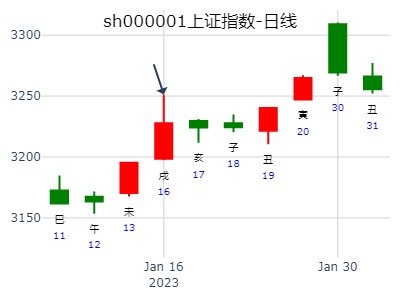 sh000001上证指数-日线
3300
3250
3200
3150
巳
11
午
12
未
13
戌
16
亥
17
子
18
丑
19
寅
20
子
30
丑
31
Jan 16
2023
Jan 30